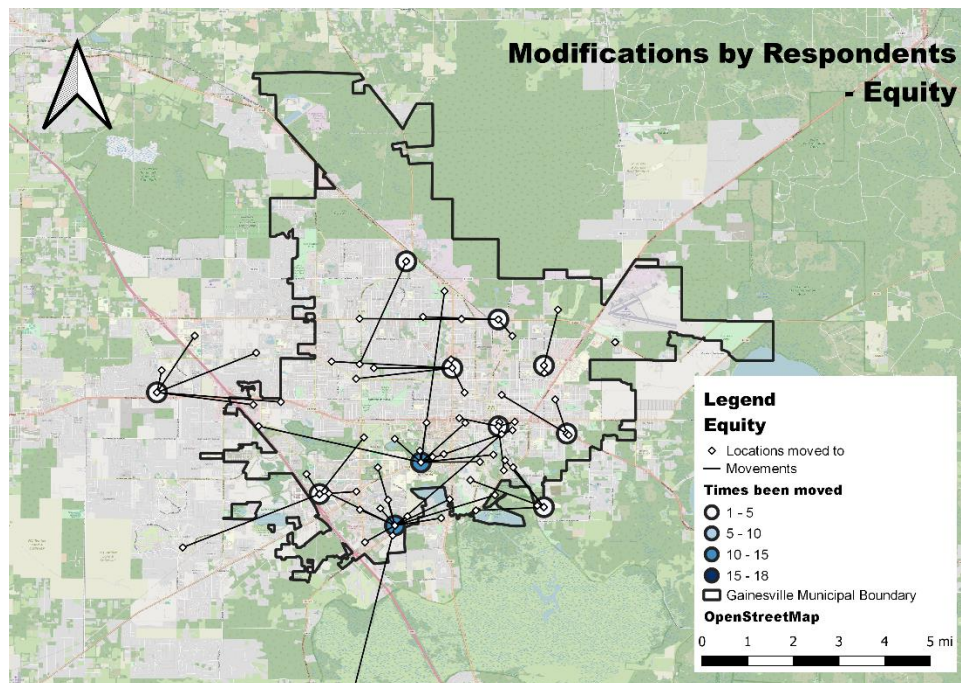 Modifications by Respondents
- Equity
Legend
Equity
Locations moved to
Movements
Times been moved
1 - 5
5 - 10
10 - 15
15 - 18
Gainesville Municipal Boundary
OpenStreetMap
0 1 2 3 4 5 mi